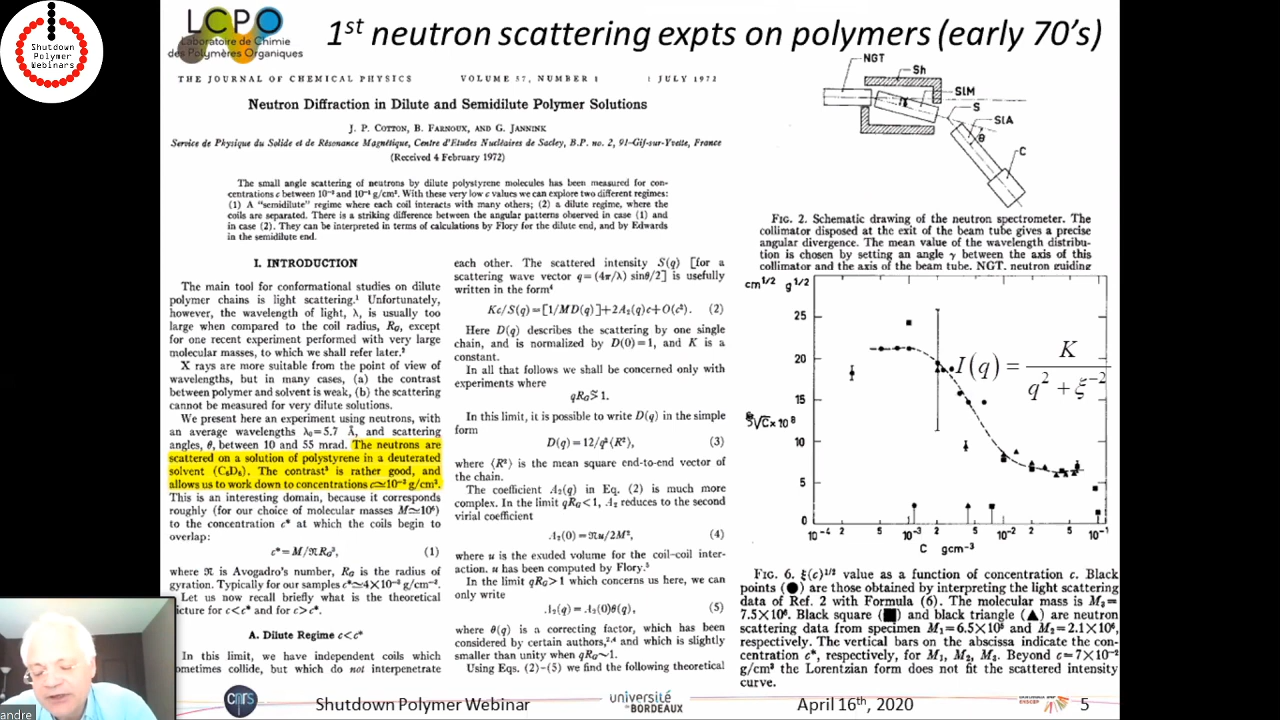 Shutdown
Polymer
Webinars
LCPO
Laboratoire de Chimie
des Polymères Organiques
1st neutron scattering expts on polymers (early 70's)
THE JOURNAL OF CHEMICAL PHYSICS VOLUME 57, NUMBER 1 1 JULY 1972
Neutron Diffraction in Dilute and Semidilute Polymer Solutions
J. P. COTTON, B. FARNOUX, AND G. JANNINK
Service de Physique du Solide et de Résonance Magnétique, Centre d'Etudes Nucléaires de Saclay, B.P. no. 2, 91-Gif-sur-Yvette, France
(Received 4 February 1972)
The small angle scattering of neutrons by dilute polystyrene molecules has been measured for con-
centrations c between 10⁻³ and 10⁻¹ g/cm³. With these very low c values we can explore two different regimes:
(1) A "semidilute" regime where each coil interacts with many others; (2) a dilute regime, where the
coils are separated. There is a striking difference between the angular patterns observed in case (1) and
in case (2). They can be interpreted in terms of calculations by Flory for the dilute end, and by Edwards
in the semidilute end.
I. INTRODUCTION
The main tool for conformational studies on dilute
polymer chains is light scattering.¹ Unfortunately,
however, the wavelength of light, λ, is usually too
large when compared to the coil radius, RG, except
for one recent experiment performed with very large
molecular masses, to which we shall refer later.²
X rays are more suitable from the point of view of
wavelengths, but in many cases, (a) the contrast
between polymer and solvent is weak, (b) the scattering
cannot be measured for very dilute solutions.
We present here an experiment using neutrons, with
an average wavelengths λ₀=5.7 Å, and scattering
angles, θ, between 10 and 55 mrad. The neutrons are
scattered on a solution of polystyrene in a deuterated
solvent (C₆D₆). The contrast³ is rather good, and
allows us to work down to concentrations c≃10⁻³ g/cm³.
This is an interesting domain, because it corresponds
roughly (for our choice of molecular masses M≃10⁶)
to the concentration c* at which the coils begin to
overlap:
c*=M/𝔑RG³, (1)
where 𝔑 is Avogadro's number, RG is the radius of
gyration. Typically for our samples c*≃4×10⁻³ g/cm⁻³.
Let us now recall briefly what is the theoretical
picture for c<c* and for c>c*.
A. Dilute Regime c<c*
In this limit, we have independent coils which
sometimes collide, but which do not interpenetrate
each other. The scattered intensity S(q) [for a
scattering wave vector q=(4π/λ) sinθ/2] is usefully
written in the form⁴
Kc/S(q)=[1/MD(q)]+2A₂(q)c+O(c²). (2)
Here D(q) describes the scattering by one single
chain, and is normalized by D(0)=1, and K is a
constant.
In all that follows we shall be concerned only with
experiments where
qRG≳1.
In this limit, it is possible to write D(q) in the simple
form
D(q)=12/q²⟨R²⟩, (3)
where ⟨R²⟩ is the mean square end-to-end vector of
the chain.
The coefficient A₂(q) in Eq. (2) is much more
complex. In the limit qRG<1, A₂ reduces to the second
virial coefficient
A₂(0)=𝔑u/2M², (4)
where u is the exuded volume for the coil-coil inter-
action. u has been computed by Flory.⁵
In the limit qRG>1 which concerns us here, we can
only write
A₂(q)=A₂(0)θ(q), (5)
where θ(q) is a correcting factor, which has been
considered by certain authors,²,⁴ and which is slightly
smaller than unity when qRG~1.
Using Eqs. (2)-(5) we find the following theoretical
NGT
Sh
SlM
γ
S
SlA
θ
C
FIG. 2. Schematic drawing of the neutron spectrometer. The
collimator disposed at the exit of the beam tube gives a precise
angular divergence. The mean value of the wavelength distribu-
tion is chosen by setting an angle γ between the axis of this
collimator and the axis of the beam tube. NGT, neutron guiding
cm1/2 g1/2
25
20
15
10
5
0
√C×10⁸
I(q) = K / (q² + ξ⁻²)
10⁻⁴ 2 5 10⁻³ 2 5 10⁻² 2 5 10⁻¹
C gcm⁻³
FIG. 6. ξ(c)1/2 value as a function of concentration c. Black
points (●) are those obtained by interpreting the light scattering
data of Ref. 2 with Formula (6). The molecular mass is M₃=
7.5×10⁶. Black square (■) and black triangle (▲) are neutron
scattering data from specimen M₁=6.5×10⁵ and M₂=2.1×10⁶,
respectively. The vertical bars on the abscissa indicate the con-
centration c*, respectively, for M₁, M₂, M₃. Beyond c=7×10⁻²
g/cm³ the Lorentzian form does not fit the scattered intensity
curve.
andre
cnrs
Shutdown Polymer Webinar
université
de BORDEAUX
April 16th, 2020
5